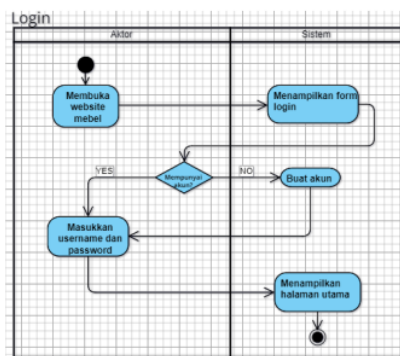 Login
Aktor
Sistem
Membuka
website
mebel
Menampilkan form
login
Mempunyai
akun?
YES
NO
Buat akun
Masukkan
username dan
password
Menampilkan
halaman utama